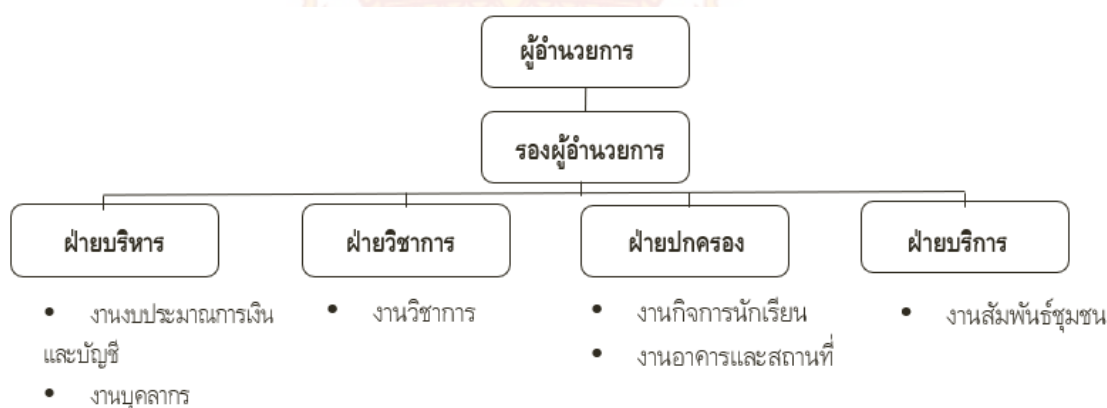 ผู้อำนวยการ
รองผู้อำนวยการ
ฝ่ายบริหาร
ฝ่ายวิชาการ
ฝ่ายปกครอง
ฝ่ายบริการ
• งานงบประมาณการเงิน
และบัญชี
• งานบุคลากร
• งานวิชาการ
• งานกิจการนักเรียน
• งานอาคารและสถานที่
• งานสัมพันธ์ชุมชน